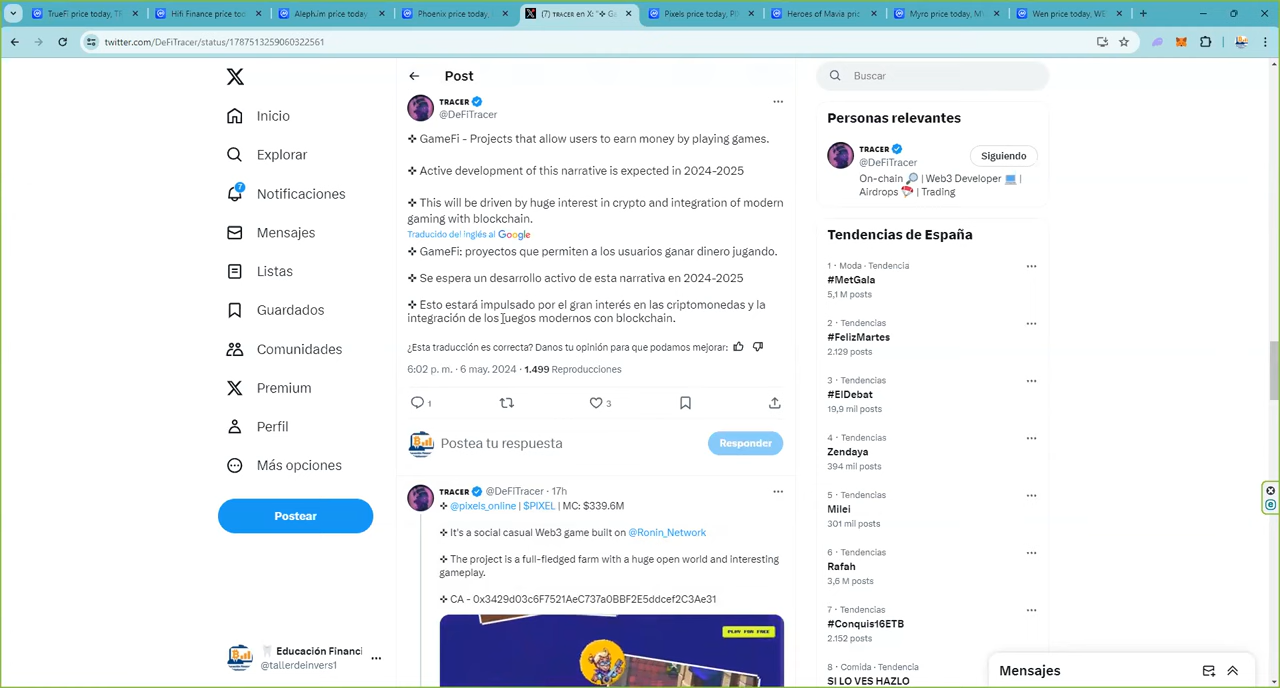 TrueFi price today, T
Hifi Finance price toc
Alephium price today
Phoenix price today,
(7) TRACER en X: "✧ G
Pixels price today, PI
Heroes of Mavia pric
Myro price today, M
Wen price today, WE
twitter.com/DeFiTracer/status/1787513259060322561
Post
Buscar
Inicio
Explorar
7
Notificaciones
Mensajes
Listas
Guardados
Comunidades
Premium
Perfil
Más opciones
Postear
Educación Financi
@tallerdeinvers1
TRACER
@DeFiTracer
✧ GameFi - Projects that allow users to earn money by playing games.
✧ Active development of this narrative is expected in 2024-2025
✧ This will be driven by huge interest in crypto and integration of modern
gaming with blockchain.
Traducido del inglés al Google
✧ GameFi: proyectos que permiten a los usuarios ganar dinero jugando.
✧ Se espera un desarrollo activo de esta narrativa en 2024-2025
✧ Esto estará impulsado por el gran interés en las criptomonedas y la
integración de los juegos modernos con blockchain.
¿Esta traducción es correcta? Danos tu opinión para que podamos mejorar:
6:02 p. m. · 6 may. 2024 · 1.499 Reproducciones
1
3
Postea tu respuesta
Responder
TRACER @DeFiTracer · 17h
✧ @pixels_online | $PIXEL | MC: $339.6M
✧ It's a social casual Web3 game built on @Ronin_Network
✧ The project is a full-fledged farm with a huge open world and interesting
gameplay.
✧ CA - 0x3429d03c6F7521AeC737a0BBF2E5ddcef2C3Ae31
PLAY FOR FREE
Personas relevantes
TRACER
@DeFiTracer
Siguiendo
On-chain 🔎 | Web3 Developer 💻 |
Airdrops 🪂 | Trading
Tendencias de España
1 · Moda · Tendencia
#MetGala
5,1 M posts
2 · Tendencias
#FelizMartes
2.129 posts
3 · Tendencias
#ElDebat
19,9 mil posts
4 · Tendencias
Zendaya
394 mil posts
5 · Tendencias
Milei
301 mil posts
6 · Tendencias
Rafah
3,6 M posts
7 · Tendencias
#Conquis16ETB
2.152 posts
8 · Comida · Tendencia
SI LO VES HAZLO
Mensajes